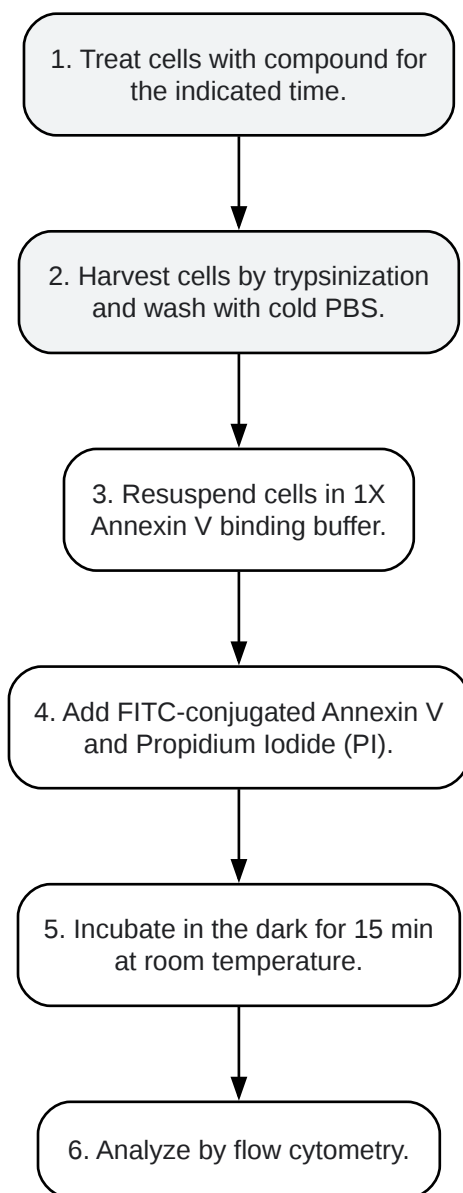 1. Treat cells with compound for
the indicated time.
2. Harvest cells by trypsinization
and wash with cold PBS.
3. Resuspend cells in 1X
Annexin V binding buffer.
4. Add FITC-conjugated Annexin V
and Propidium Iodide (PI).
5. Incubate in the dark for 15 min
at room temperature.
6. Analyze by flow cytometry.